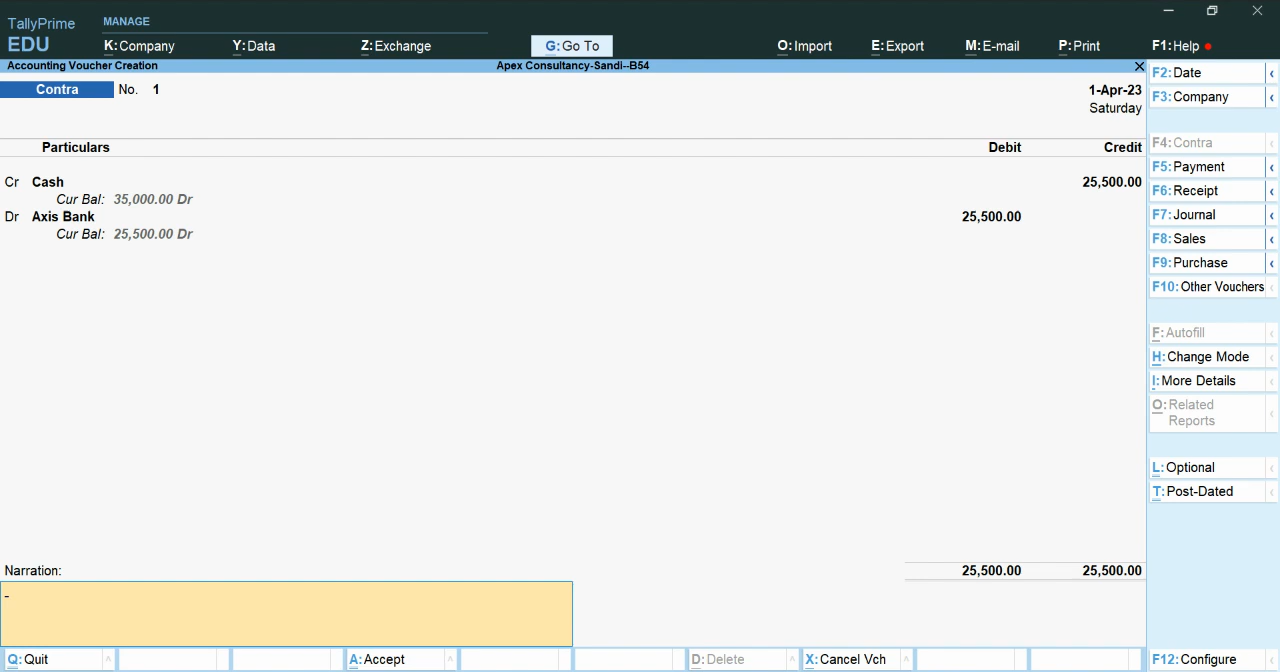 TallyPrime
EDU
MANAGE
K:Company Y:Data Z:Exchange G:Go To O:Import E:Export M:E-mail P:Print F1:Help
Accounting Voucher Creation Apex Consultancy-Sandi--B54
Contra No. 1 1-Apr-23
Saturday
Particulars Debit Credit
Cr Cash 25,500.00
Cur Bal: 35,000.00 Dr
Dr Axis Bank 25,500.00
Cur Bal: 25,500.00 Dr
Narration: 25,500.00 25,500.00
-
Q:Quit A:Accept D:Delete X:Cancel Vch
F2:Date
F3:Company
F4:Contra
F5:Payment
F6:Receipt
F7:Journal
F8:Sales
F9:Purchase
F10:Other Vouchers
F:Autofill
H:Change Mode
I:More Details
O:Related
Reports
L:Optional
T:Post-Dated
F12:Configure